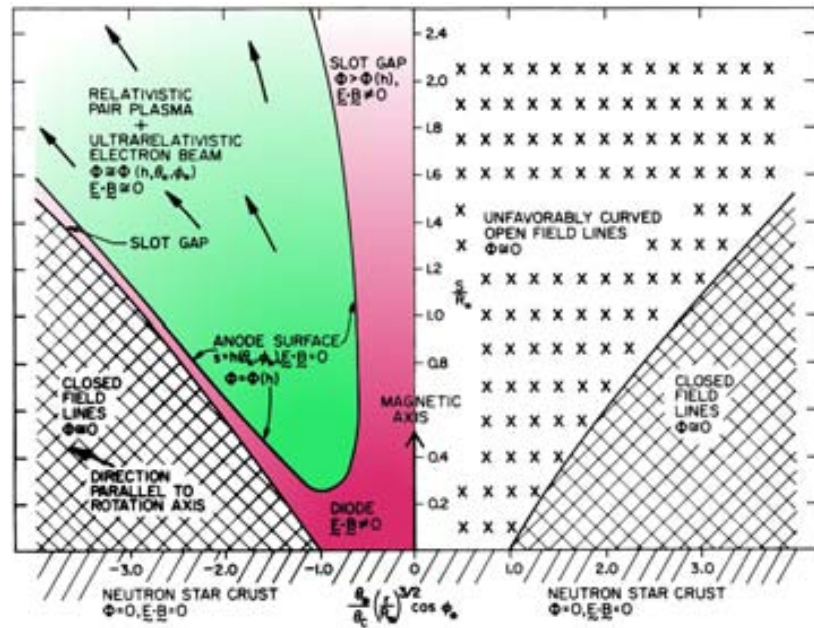 RELATIVISTIC
PAIR PLASMA
+
ULTRARELATIVISTIC
ELECTRON BEAM
Φ≅Φ(h,θ*,φ*)
E·B≅0
SLOT GAP
Φ>Φ(h),
E·B≠0
SLOT GAP
ANODE SURFACE
s=h(θ*,φ*),E·B=0
Φ=Φ(h)
CLOSED
FIELD
LINES
Φ≅0
DIRECTION
PARALLEL TO
ROTATION AXIS
DIODE
E·B≠0
MAGNETIC
AXIS
2.4
2.0
1.8
1.6
1.4
1.2
1.0
0.8
0.6
0.4
0.2
s/R*
UNFAVORABLY CURVED
OPEN FIELD LINES
Φ≅0
CLOSED
FIELD
LINES
Φ≅0
-3.0 -2.0 -1.0 0 1.0 2.0 3.0
NEUTRON STAR CRUST
Φ=0,E·B=0
3/2 cos φ*
NEUTRON STAR CRUST
Φ=0,E·B=0